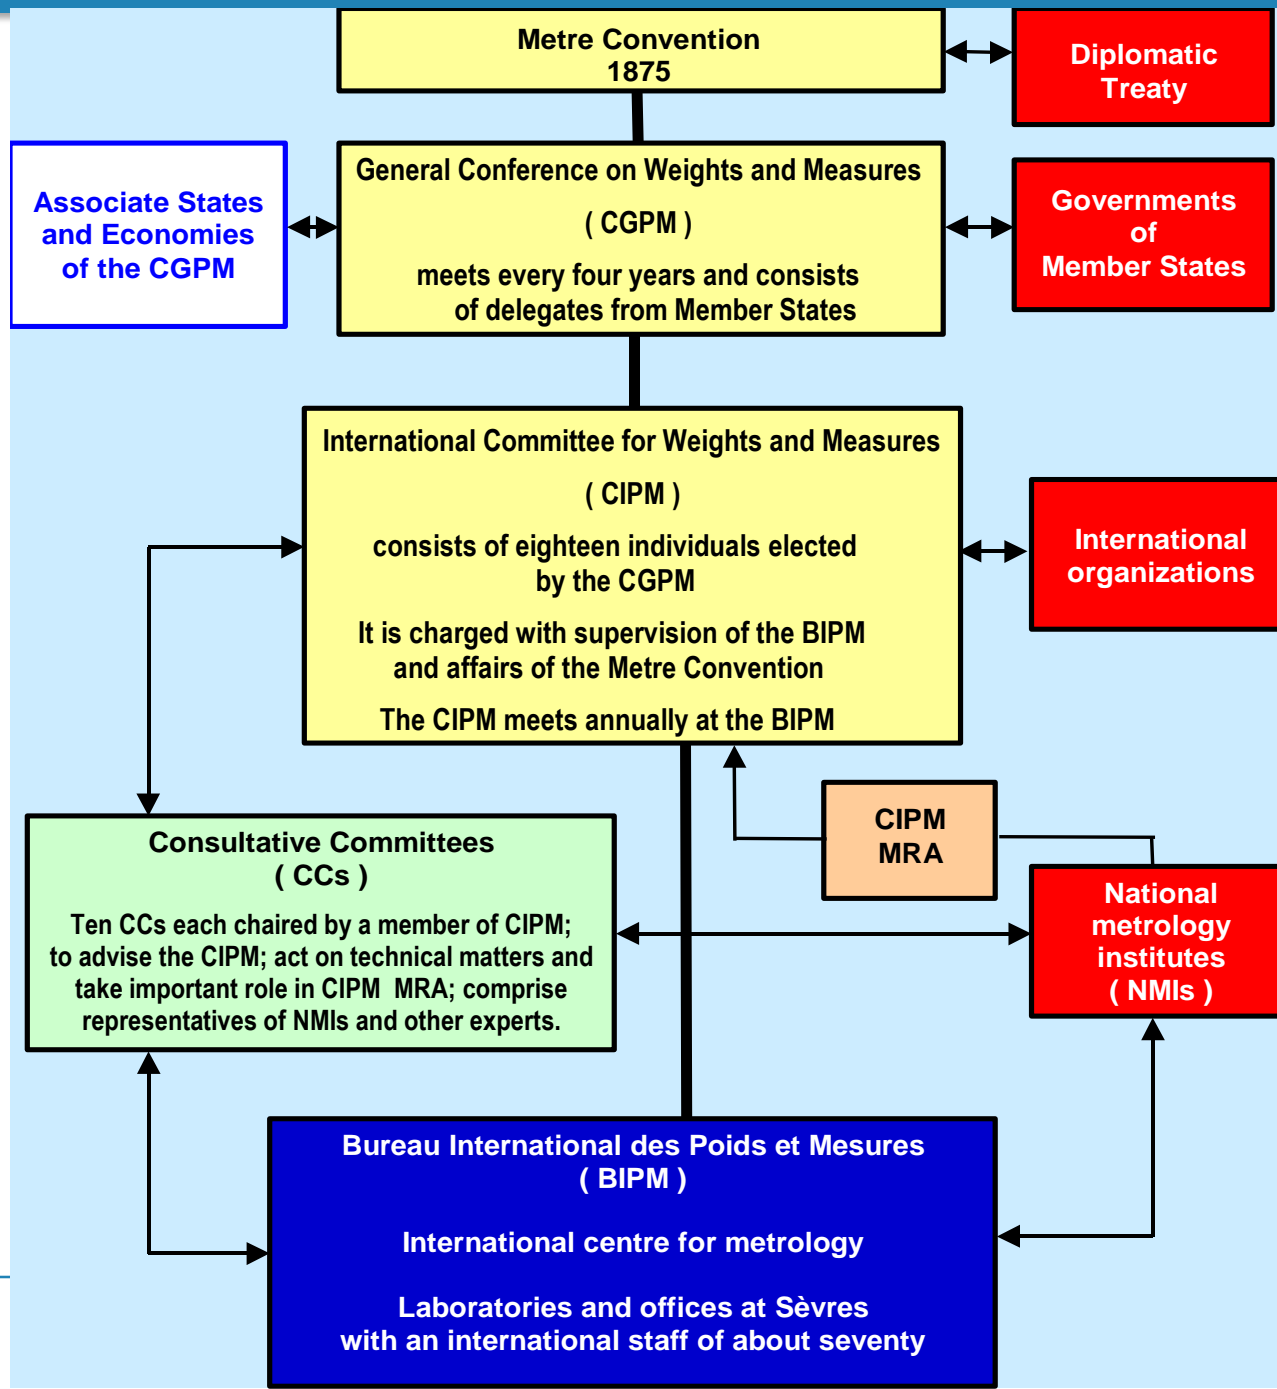 Metre Convention
1875
Diplomatic
Treaty
General Conference on Weights and Measures
( CGPM )
meets every four years and consists
of delegates from Member States
Associate States
and Economies
of the CGPM
Governments
of
Member States
International Committee for Weights and Measures
( CIPM )
consists of eighteen individuals elected
by the CGPM
It is charged with supervision of the BIPM
and affairs of the Metre Convention
The CIPM meets annually at the BIPM
International
organizations
CIPM
MRA
Consultative Committees
( CCs )
Ten CCs each chaired by a member of CIPM;
to advise the CIPM; act on technical matters and
take important role in CIPM MRA; comprise
representatives of NMIs and other experts.
National
metrology
institutes
( NMIs )
Bureau International des Poids et Mesures
( BIPM )
International centre for metrology
Laboratories and offices at Sèvres
with an international staff of about seventy